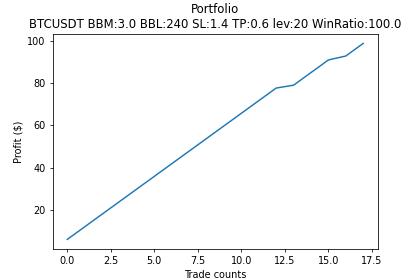 Portfolio
BTCUSDT BBM:3.0 BBL:240 SL:1.4 TP:0.6 lev:20 WinRatio:100.0
100
80
60
40
20
Profit ($)
0.0 2.5 5.0 7.5 10.0 12.5 15.0 17.5
Trade counts